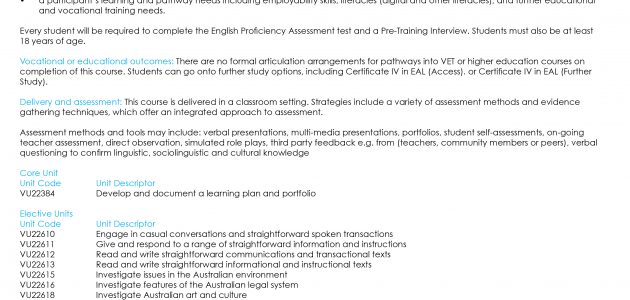 • a participant's learning and pathway needs including employability skills, literacies (digital and other literacies), and further educational
and vocational training needs.
Every student will be required to complete the English Proficiency Assessment test and a Pre-Training Interview. Students must also be at least
18 years of age.
Vocational or educational outcomes: There are no formal articulation arrangements for pathways into VET or higher education courses on
completion of this course. Students can go onto further study options, including Certificate IV in EAL (Access). or Certificate IV in EAL (Further
Study).
Delivery and assessment: This course is delivered in a classroom setting. Strategies include a variety of assessment methods and evidence
gathering techniques, which offer an integrated approach to assessment.
Assessment methods and tools may include: verbal presentations, multi-media presentations, portfolios, student self-assessments, on-going
teacher assessment, direct observation, simulated role plays, third party feedback e.g. from (teachers, community members or peers), verbal
questioning to confirm linguistic, sociolinguistic and cultural knowledge
Core Unit
Unit Code Unit Descriptor
VU22384 Develop and document a learning plan and portfolio
Elective Units
Unit Code Unit Descriptor
VU22610 Engage in casual conversations and straightforward spoken transactions
VU22611 Give and respond to a range of straightforward information and instructions
VU22612 Read and write straightforward communications and transactional texts
VU22613 Read and write straightforward informational and instructional texts
VU22615 Investigate issues in the Australian environment
VU22616 Investigate features of the Australian legal system
VU22618 Investigate Australian art and culture